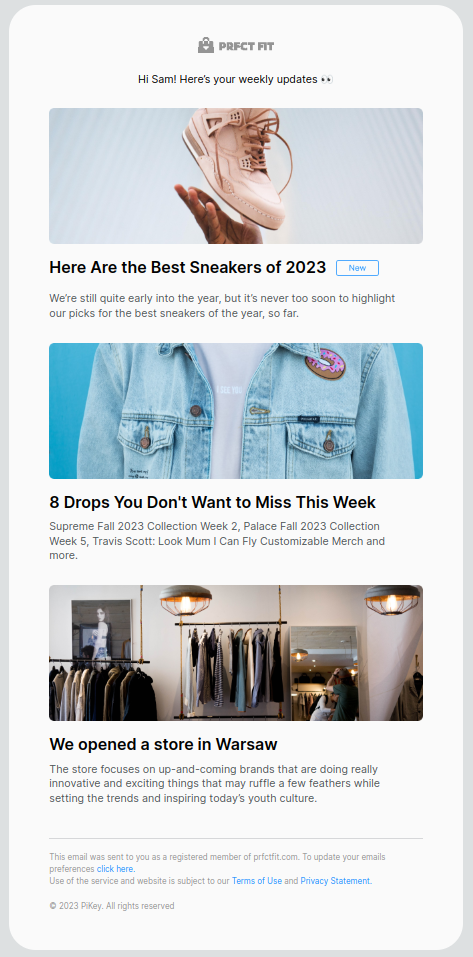 PRFCT FIT
Hi Sam! Here's your weekly updates 👀
Here Are the Best Sneakers of 2023 New
We're still quite early into the year, but it's never too soon to highlight
our picks for the best sneakers of the year, so far.
8 Drops You Don't Want to Miss This Week
Supreme Fall 2023 Collection Week 2, Palace Fall 2023 Collection
Week 5, Travis Scott: Look Mum I Can Fly Customizable Merch and
more.
We opened a store in Warsaw
The store focuses on up-and-coming brands that are doing really
innovative and exciting things that may ruffle a few feathers while
setting the trends and inspiring today's youth culture.
This email was sent to you as a registered member of prfctfit.com. To update your emails
preferences click here.
Use of the service and website is subject to our Terms of Use and Privacy Statement.
© 2023 PiKey. All rights reserved